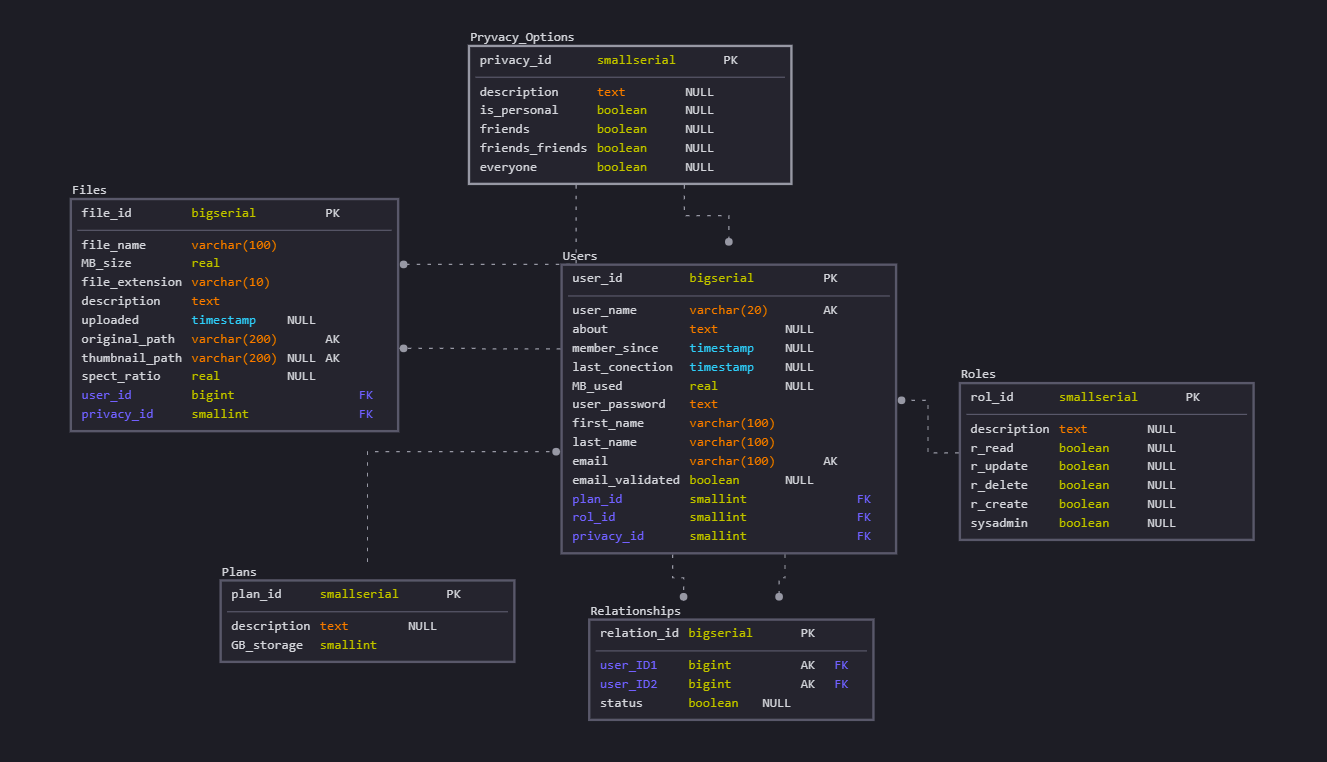 Pryvacy_Options
privacy_id smallserial PK
description text NULL
is_personal boolean NULL
friends boolean NULL
friends_friends boolean NULL
everyone boolean NULL
Files
file_id bigserial PK
file_name varchar(100)
MB_size real
file_extension varchar(10)
description text
uploaded timestamp NULL
original_path varchar(200) AK
thumbnail_path varchar(200) NULL AK
spect_ratio real NULL
user_id bigint FK
privacy_id smallint FK
Users
user_id bigserial PK
user_name varchar(20) AK
about text NULL
member_since timestamp NULL
last_conection timestamp NULL
MB_used real NULL
user_password text
first_name varchar(100)
last_name varchar(100)
email varchar(100) AK
email_validated boolean NULL
plan_id smallint FK
rol_id smallint FK
privacy_id smallint FK
Roles
rol_id smallserial PK
description text NULL
r_read boolean NULL
r_update boolean NULL
r_delete boolean NULL
r_create boolean NULL
sysadmin boolean NULL
Plans
plan_id smallserial PK
description text NULL
GB_storage smallint
Relationships
relation_id bigserial PK
user_ID1 bigint AK FK
user_ID2 bigint AK FK
status boolean NULL